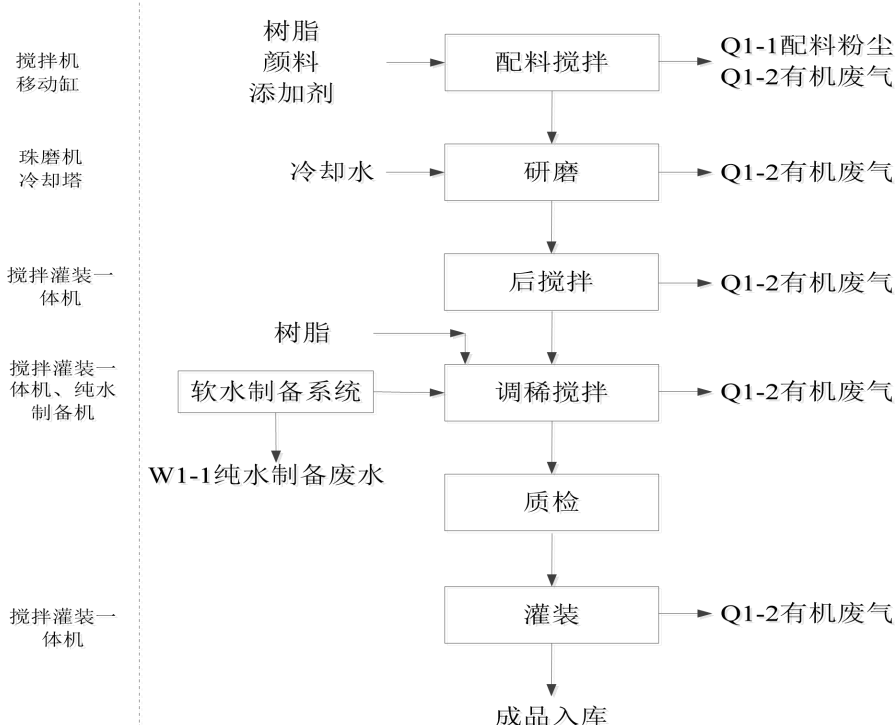 搅拌机
移动缸
树脂
颜料
添加剂
配料搅拌
Q1-1配料粉尘
Q1-2有机废气
珠磨机
冷却塔
冷却水
研磨
Q1-2有机废气
搅拌灌装一
体机
后搅拌
Q1-2有机废气
树脂
搅拌灌装一
体机、纯水
制备机
软水制备系统
调稀搅拌
Q1-2有机废气
W1-1纯水制备废水
质检
搅拌灌装一
体机
灌装
Q1-2有机废气
成品入库